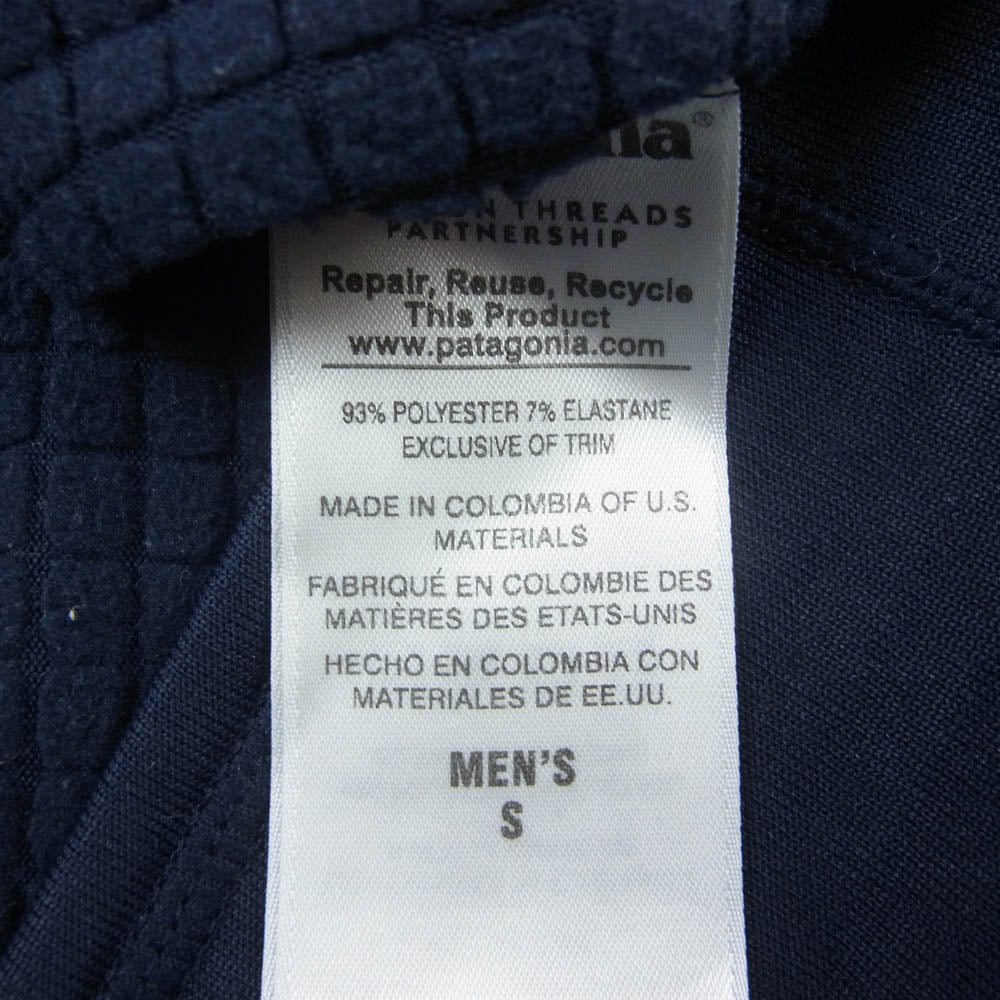 THREADS
PARTNERSHIP
Repair, Reuse, Recycle
This Product
www.patagonia.com
93% POLYESTER 7% ELASTANE
EXCLUSIVE OF TRIM
MADE IN COLOMBIA OF U.S.
MATERIALS
FABRIQUÉ EN COLOMBIE DES
MATIÈRES DES ETATS-UNIS
HECHO EN COLOMBIA CON
MATERIALES DE EE.UU.
MEN'S
S